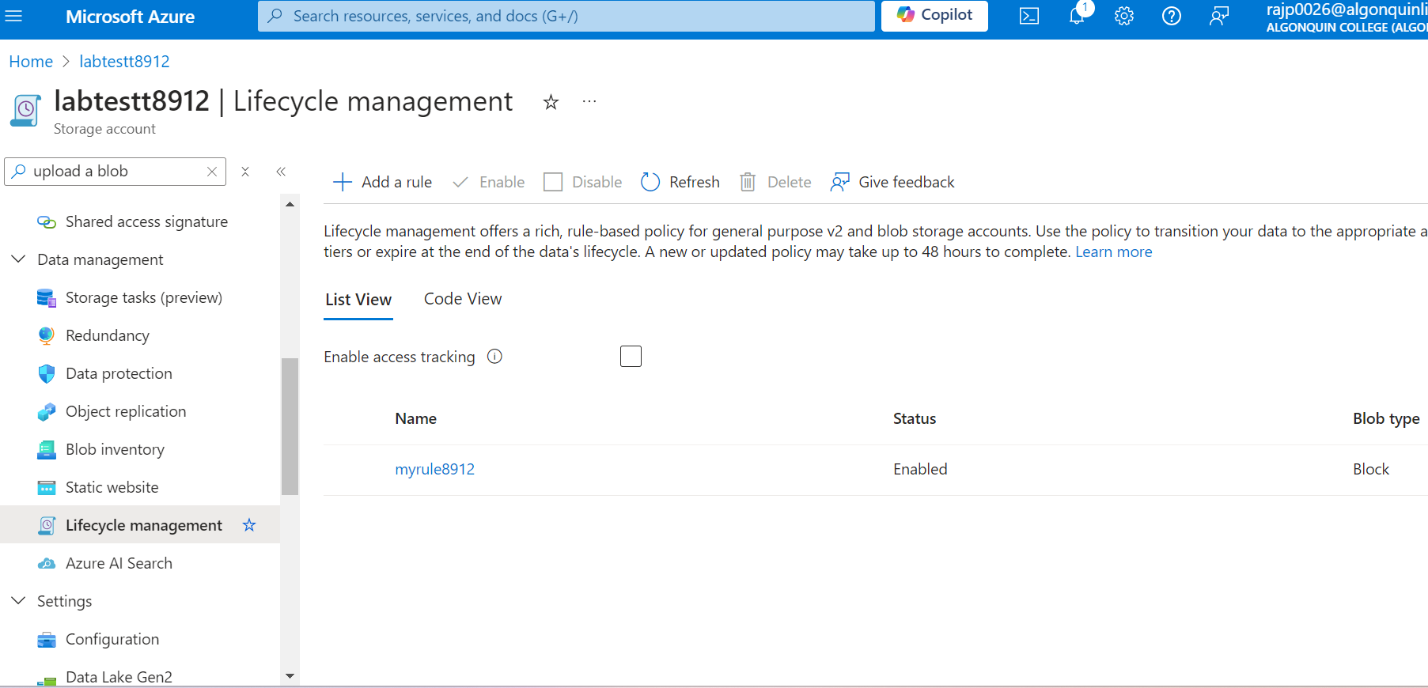 Microsoft Azure
Search resources, services, and docs (G+/)
Copilot
1
rajp0026@algonquinli
ALGONQUIN COLLEGE (ALGO
Home > labtestt8912
labtestt8912 | Lifecycle management
Storage account
upload a blob
Shared access signature
Data management
Storage tasks (preview)
Redundancy
Data protection
Object replication
Blob inventory
Static website
Lifecycle management
Azure AI Search
Settings
Configuration
Data Lake Gen2
Add a rule Enable Disable Refresh Delete Give feedback
Lifecycle management offers a rich, rule-based policy for general purpose v2 and blob storage accounts. Use the policy to transition your data to the appropriate a
tiers or expire at the end of the data's lifecycle. A new or updated policy may take up to 48 hours to complete. Learn more
List View Code View
Enable access tracking
Name Status Blob type
myrule8912 Enabled Block